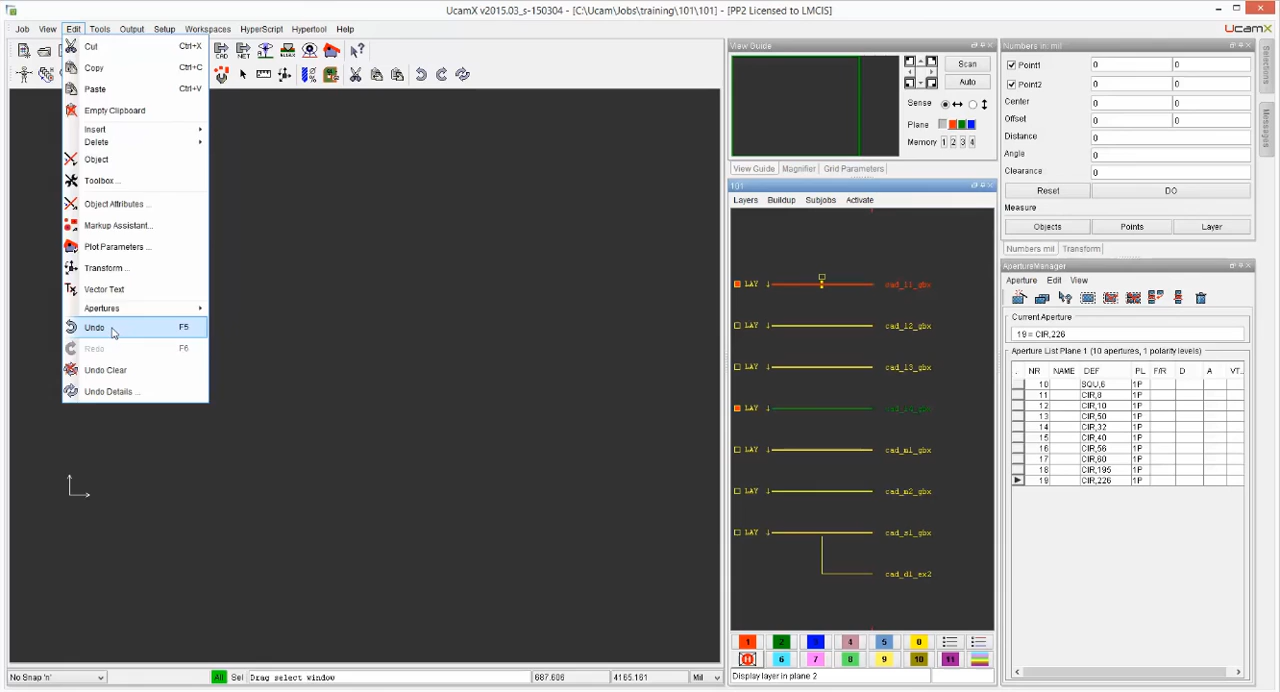 UcamX v2015.03_s-150304 - [C:\Ucam\Jobs\training\101\101] - [PP2 Licensed to LMCIS]
Job View Edit Tools Output Setup Workspaces HyperScript Hypertool Help
UcamX
Cut Ctrl+X
Copy Ctrl+C
Paste Ctrl+V
Empty Clipboard
Insert
Delete
Object
Toolbox...
Object Attributes ...
Markup Assistant...
Plot Parameters ...
Transform ...
Vector Text
Apertures
Undo F5
Redo F6
Undo Clear
Undo Details ...
View Guide
Scan
Auto
Sense
Plane
Memory 1 2 3 4
View Guide Magnifier Grid Parameters
101
Layers Buildup Subjobs Activate
LAY cad_l1_gbx
LAY cad_l2_gbx
LAY cad_l3_gbx
LAY
LAY cad_m1_gbx
LAY cad_m2_gbx
LAY cad_s1_gbx
cad_d1_ex2
1 2 3 4 5 0
6 7 8 9 10 11
Display layer in plane 2
Numbers in: mil
Point1 0 0
Point2 0 0
Center 0 0
Offset 0 0
Distance 0
Angle 0
Clearance 0
Reset DO
Measure
Objects Points Layer
Numbers mil Transform
ApertureManager
Aperture Edit View
Current Aperture
19 = CIR,226
Aperture List Plane 1 (10 apertures, 1 polarity levels)
. NR NAME DEF PL F/R D A VT...
10 SQU,6 1P
11 CIR,8 1P
12 CIR,10 1P
13 CIR,50 1P
14 CIR,32 1P
15 CIR,40 1P
16 CIR,56 1P
17 CIR,60 1P
18 CIR,195 1P
19 CIR,226 1P
Selections
Messages
No Snap 'n' All Sel Drag select window 687.606 4165.161 Mil